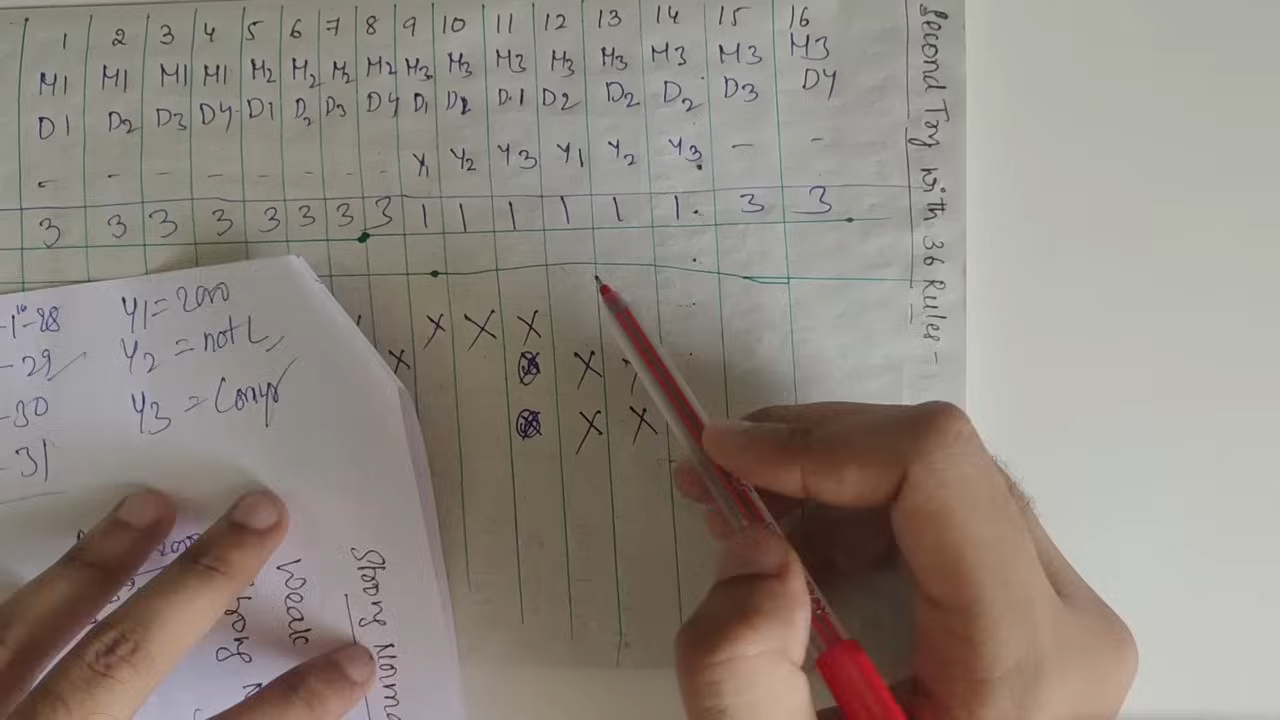 1 2 3 4 5 6 7 8 9 10 11 12 13 14 15 16
M1 M1 M1 M1 M2 M2 M2 M2 M3 M3 M3 M3 M3 M3 M3 M3
D1 D2 D3 D4 D1 D2 D3 D4 D1 D2 D.1 D2 D2 D2 D3 D4
- - - - - - - - Y1 Y2 Y3 Y1 Y2 Y3 - -
3 3 3 3 3 3 3 3 1 1 1 1 1 1 3 3
X X X
X X
X X
Second Try with 36 Rules -
-29
-30
-31
Y1 = zero
Y2 = not L
Y3 =
Strong Norma
Weak